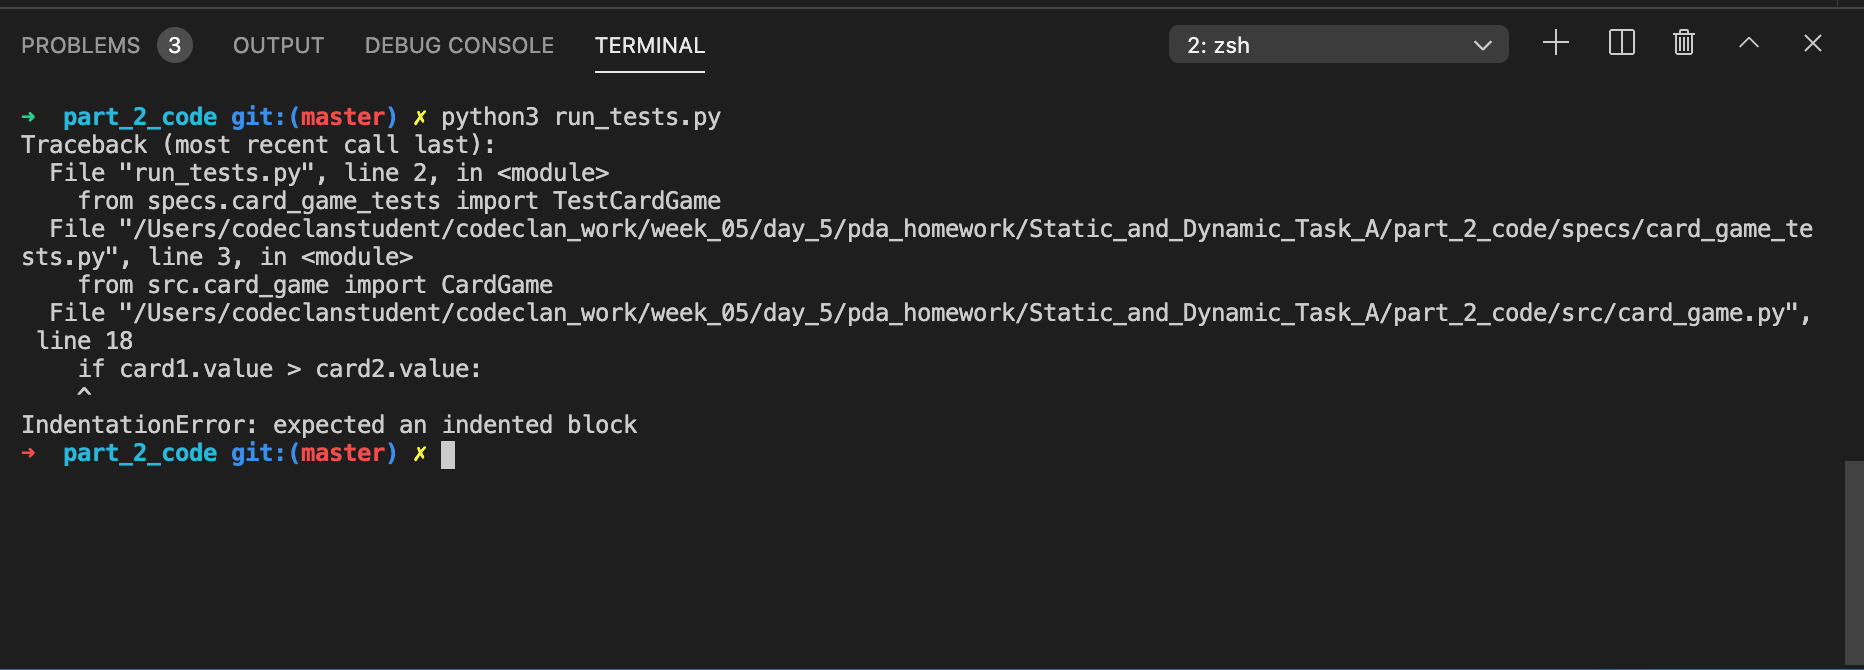 PROBLEMS 3 OUTPUT DEBUG CONSOLE TERMINAL 2: zsh
➜  part_2_code git:(master) ✗ python3 run_tests.py
Traceback (most recent call last):
  File "run_tests.py", line 2, in <module>
    from specs.card_game_tests import TestCardGame
  File "/Users/codeclanstudent/codeclan_work/week_05/day_5/pda_homework/Static_and_Dynamic_Task_A/part_2_code/specs/card_game_te
sts.py", line 3, in <module>
    from src.card_game import CardGame
  File "/Users/codeclanstudent/codeclan_work/week_05/day_5/pda_homework/Static_and_Dynamic_Task_A/part_2_code/src/card_game.py",
 line 18
    if card1.value > card2.value:
    ^
IndentationError: expected an indented block
➜  part_2_code git:(master) ✗